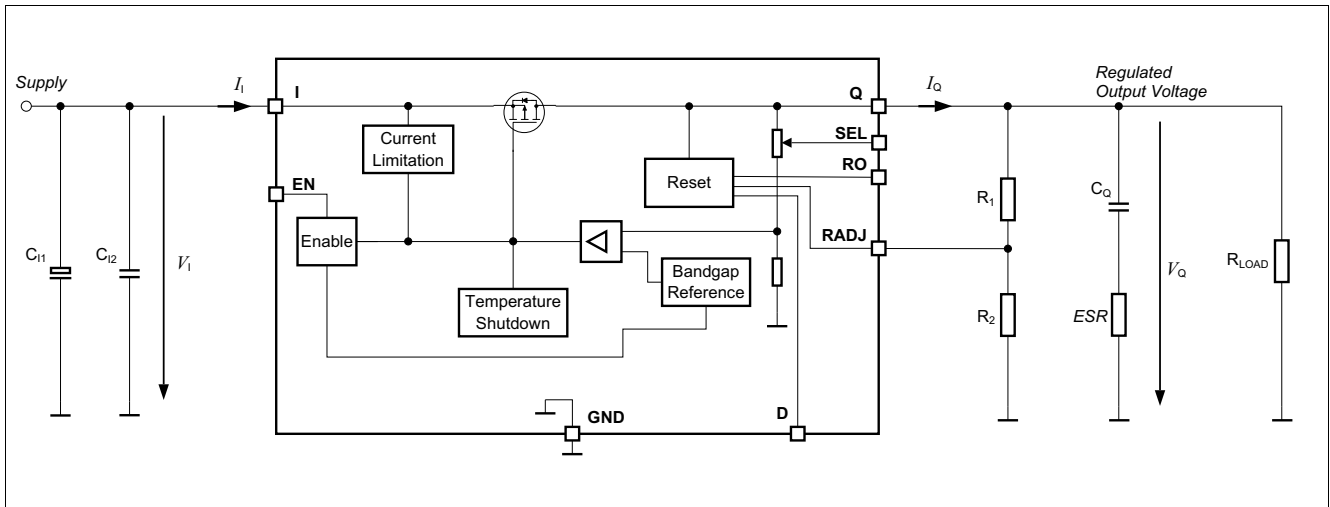 Supply
I_I
I
Q
I_Q
Regulated
Output Voltage
SEL
Current
Limitation
RO
Reset
EN
C_Q
R_1
Enable
RADJ
C_I1
C_I2
V_I
Bandgap
Reference
V_Q
R_LOAD
Temperature
Shutdown
R_2
ESR
GND
D